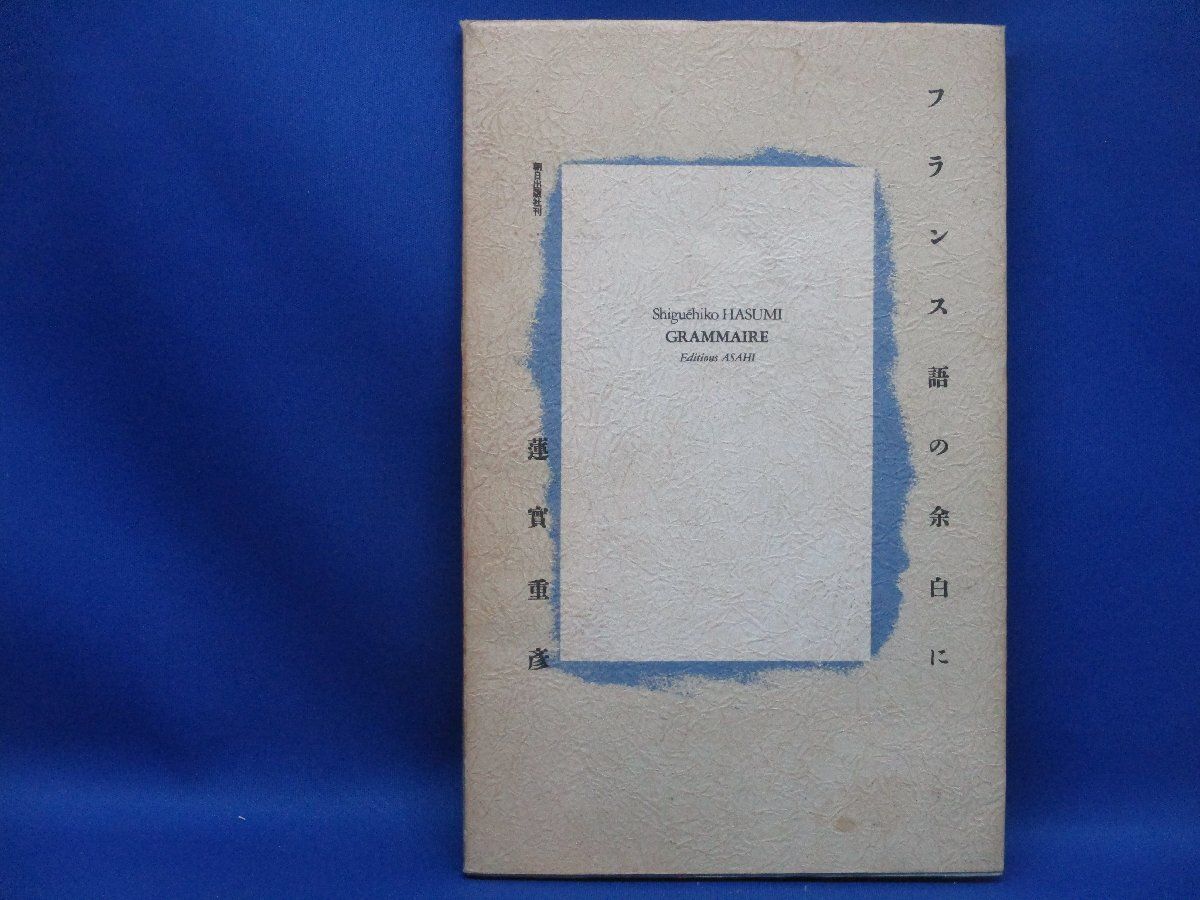 フランス語の余白に
Shiguéhiko HASUMI
GRAMMAIRE
Editions ASAHI
朝日出版社刊
蓮實重彥